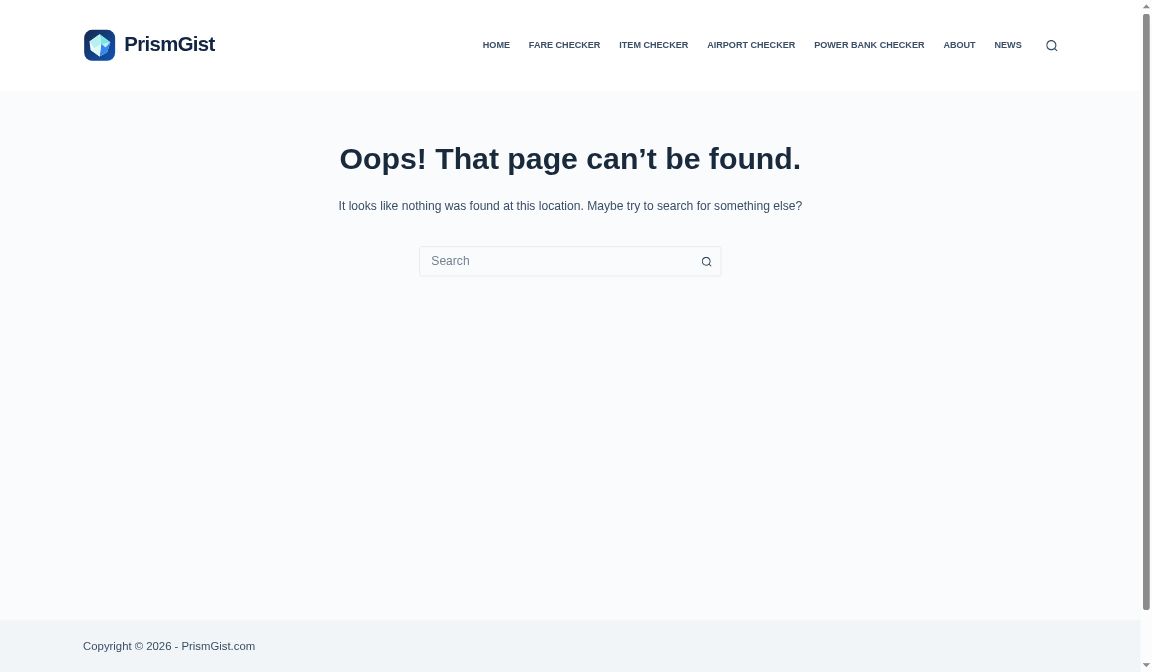 PrismGist
HOME FARE CHECKER ITEM CHECKER AIRPORT CHECKER POWER BANK CHECKER ABOUT NEWS
Oops! That page can’t be found.
It looks like nothing was found at this location. Maybe try to search for something else?
Search
Copyright © 2026 - PrismGist.com